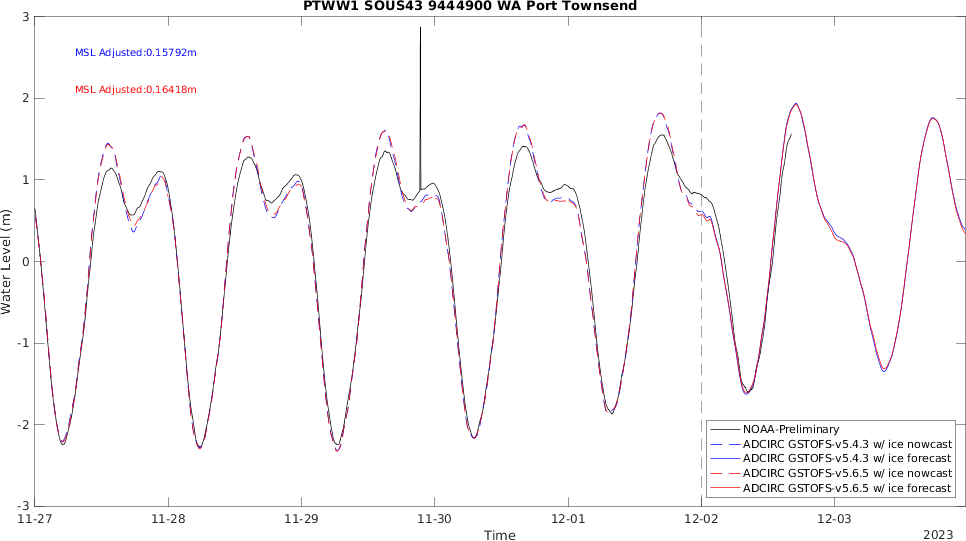 PTWW1 SOUS43 9444900 WA Port Townsend
3
2
1
0
-1
-2
-3
Water Level (m)
MSL Adjusted:0.15792m
MSL Adjusted:0.16418m
NOAA-Preliminary
ADCIRC GSTOFS-v5.4.3 w/ ice nowcast
ADCIRC GSTOFS-v5.4.3 w/ ice forecast
ADCIRC GSTOFS-v5.6.5 w/ ice nowcast
ADCIRC GSTOFS-v5.6.5 w/ ice forecast
11-27 11-28 11-29 11-30 12-01 12-02 12-03
Time
2023